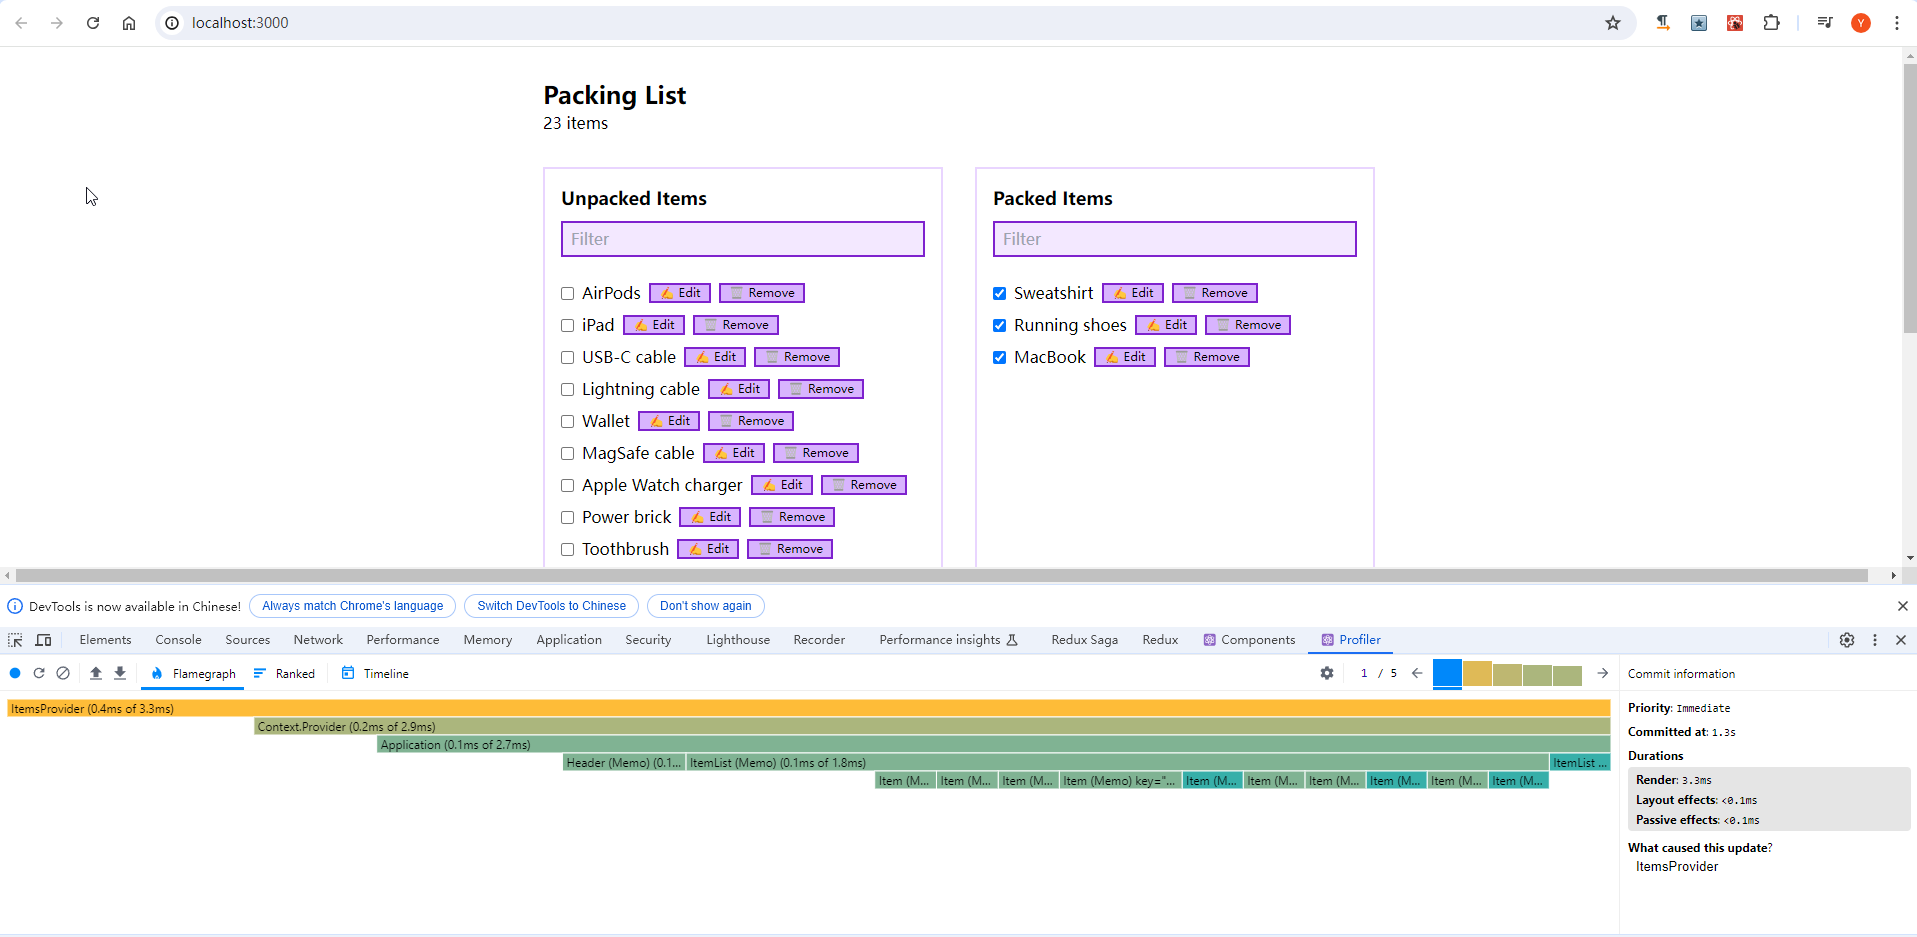 localhost:3000
Y
Packing List
23 items
Unpacked Items
Filter
AirPods Edit Remove
iPad Edit Remove
USB-C cable Edit Remove
Lightning cable Edit Remove
Wallet Edit Remove
MagSafe cable Edit Remove
Apple Watch charger Edit Remove
Power brick Edit Remove
Toothbrush Edit Remove
Packed Items
Filter
Sweatshirt Edit Remove
Running shoes Edit Remove
MacBook Edit Remove
DevTools is now available in Chinese! Always match Chrome's language Switch DevTools to Chinese Don't show again
Elements Console Sources Network Performance Memory Application Security Lighthouse Recorder Performance insights Redux Saga Redux Components Profiler
Flamegraph Ranked Timeline 1 / 5
ItemsProvider (0.4ms of 3.3ms)
Context.Provider (0.2ms of 2.9ms)
Application (0.1ms of 2.7ms)
Header (Memo) (0.1... ItemList (Memo) (0.1ms of 1.8ms) ItemList ...
Item (M... Item (M... Item (M... Item (Memo) key="... Item (M... Item (M... Item (M... Item (M... Item (M... Item (M...
Commit information
Priority: Immediate
Committed at: 1.3s
Durations
Render: 3.3ms
Layout effects: <0.1ms
Passive effects: <0.1ms
What caused this update?
ItemsProvider